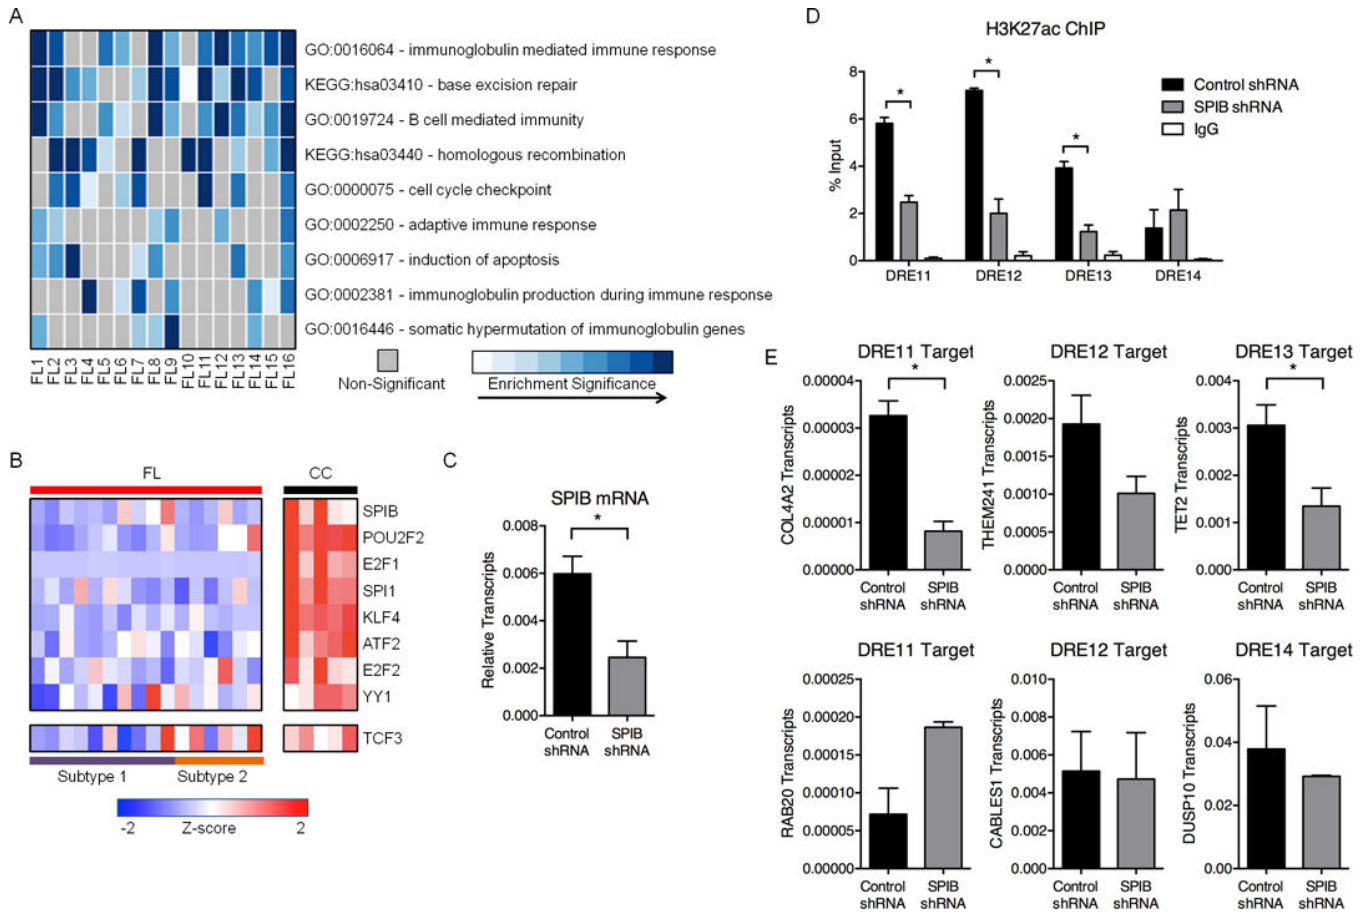 A
GO:0016064 - immunoglobulin mediated immune response
KEGG:hsa03410 - base excision repair
GO:0019724 - B cell mediated immunity
KEGG:hsa03440 - homologous recombination
GO:0000075 - cell cycle checkpoint
GO:0002250 - adaptive immune response
GO:0006917 - induction of apoptosis
GO:0002381 - immunoglobulin production during immune response
GO:0016446 - somatic hypermutation of immunoglobulin genes
FL1 FL2 FL3 FL4 FL5 FL6 FL7 FL8 FL9 FL10 FL11 FL12 FL13 FL14 FL15 FL16
Non-Significant
Enrichment Significance
B
FL CC
SPIB
POU2F2
E2F1
SPI1
KLF4
ATF2
E2F2
YY1
TCF3
Subtype 1 Subtype 2
-2 Z-score 2
C
SPIB mRNA
*
Relative Transcripts
0.008
0.006
0.004
0.002
0.000
Control shRNA
SPIB shRNA
D
H3K27ac ChIP
% Input
8
6
4
2
0
* * *
DRE11 DRE12 DRE13 DRE14
Control shRNA
SPIB shRNA
IgG
E
DRE11 Target
*
COL4A2 Transcripts
0.00004
0.00003
0.00002
0.00001
0.00000
Control shRNA
SPIB shRNA
DRE12 Target
THEM241 Transcripts
0.0025
0.0020
0.0015
0.0010
0.0005
0.0000
Control shRNA
SPIB shRNA
DRE13 Target
*
TET2 Transcripts
0.004
0.003
0.002
0.001
0.000
Control shRNA
SPIB shRNA
DRE11 Target
RAB20 Transcripts
0.00020
0.00015
0.00010
0.00005
0.00000
Control shRNA
SPIB shRNA
DRE12 Target
CABLES1 Transcripts
0.010
0.008
0.006
0.004
0.002
0.000
Control shRNA
SPIB shRNA
DRE14 Target
DUSP10 Transcripts
0.06
0.04
0.02
0.00
Control shRNA
SPIB shRNA